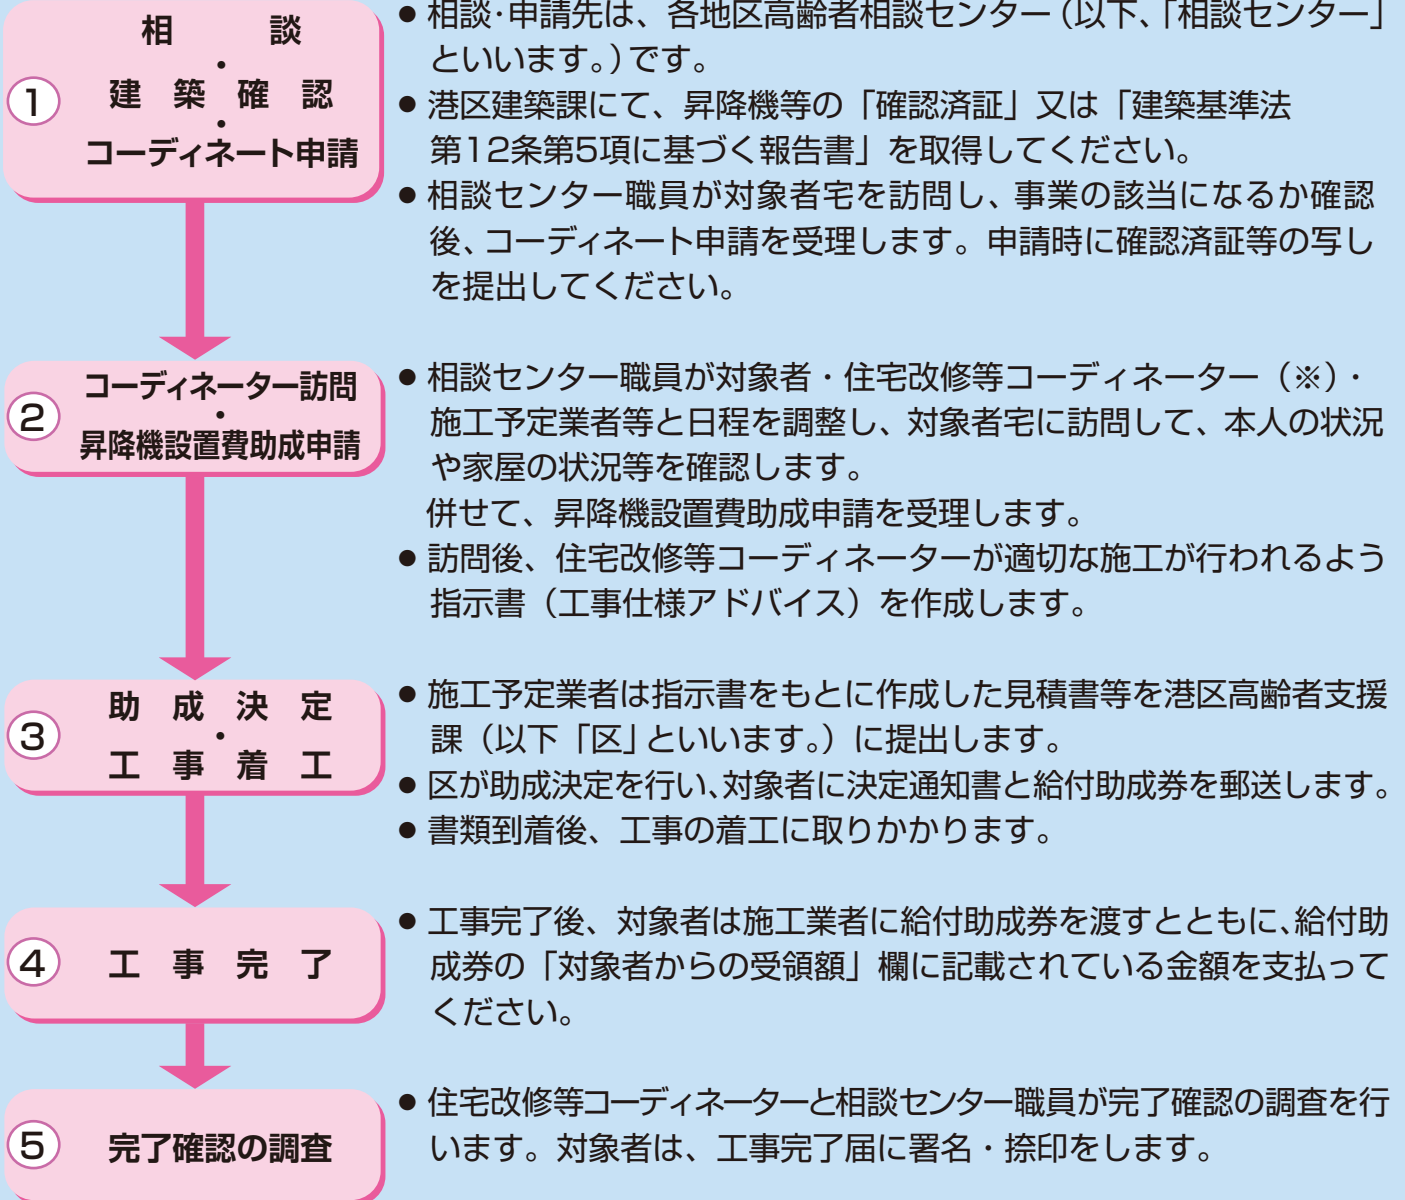 ①
相談
・
建築確認
・
コーディネート申請
●相談・申請先は、各地区高齢者相談センター（以下、「相談センター」
といいます。）です。
●港区建築課にて、昇降機等の「確認済証」又は「建築基準法
第12条第5項に基づく報告書」を取得してください。
●相談センター職員が対象者宅を訪問し、事業の該当になるか確認
後、コーディネート申請を受理します。申請時に確認済証等の写し
を提出してください。
②
コーディネーター訪問
・
昇降機設置費助成申請
●相談センター職員が対象者・住宅改修等コーディネーター（※）・
施工予定業者等と日程を調整し、対象者宅に訪問して、本人の状況
や家屋の状況等を確認します。
併せて、昇降機設置費助成申請を受理します。
●訪問後、住宅改修等コーディネーターが適切な施工が行われるよう
指示書（工事仕様アドバイス）を作成します。
③
助成決定
・
工事着工
●施工予定業者は指示書をもとに作成した見積書等を港区高齢者支援
課（以下「区」といいます。）に提出します。
●区が助成決定を行い、対象者に決定通知書と給付助成券を郵送します。
●書類到着後、工事の着工に取りかかります。
④
工事完了
●工事完了後、対象者は施工業者に給付助成券を渡すとともに、給付助
成券の「対象者からの受領額」欄に記載されている金額を支払って
ください。
⑤
完了確認の調査
●住宅改修等コーディネーターと相談センター職員が完了確認の調査を行
います。対象者は、工事完了届に署名・捺印をします。